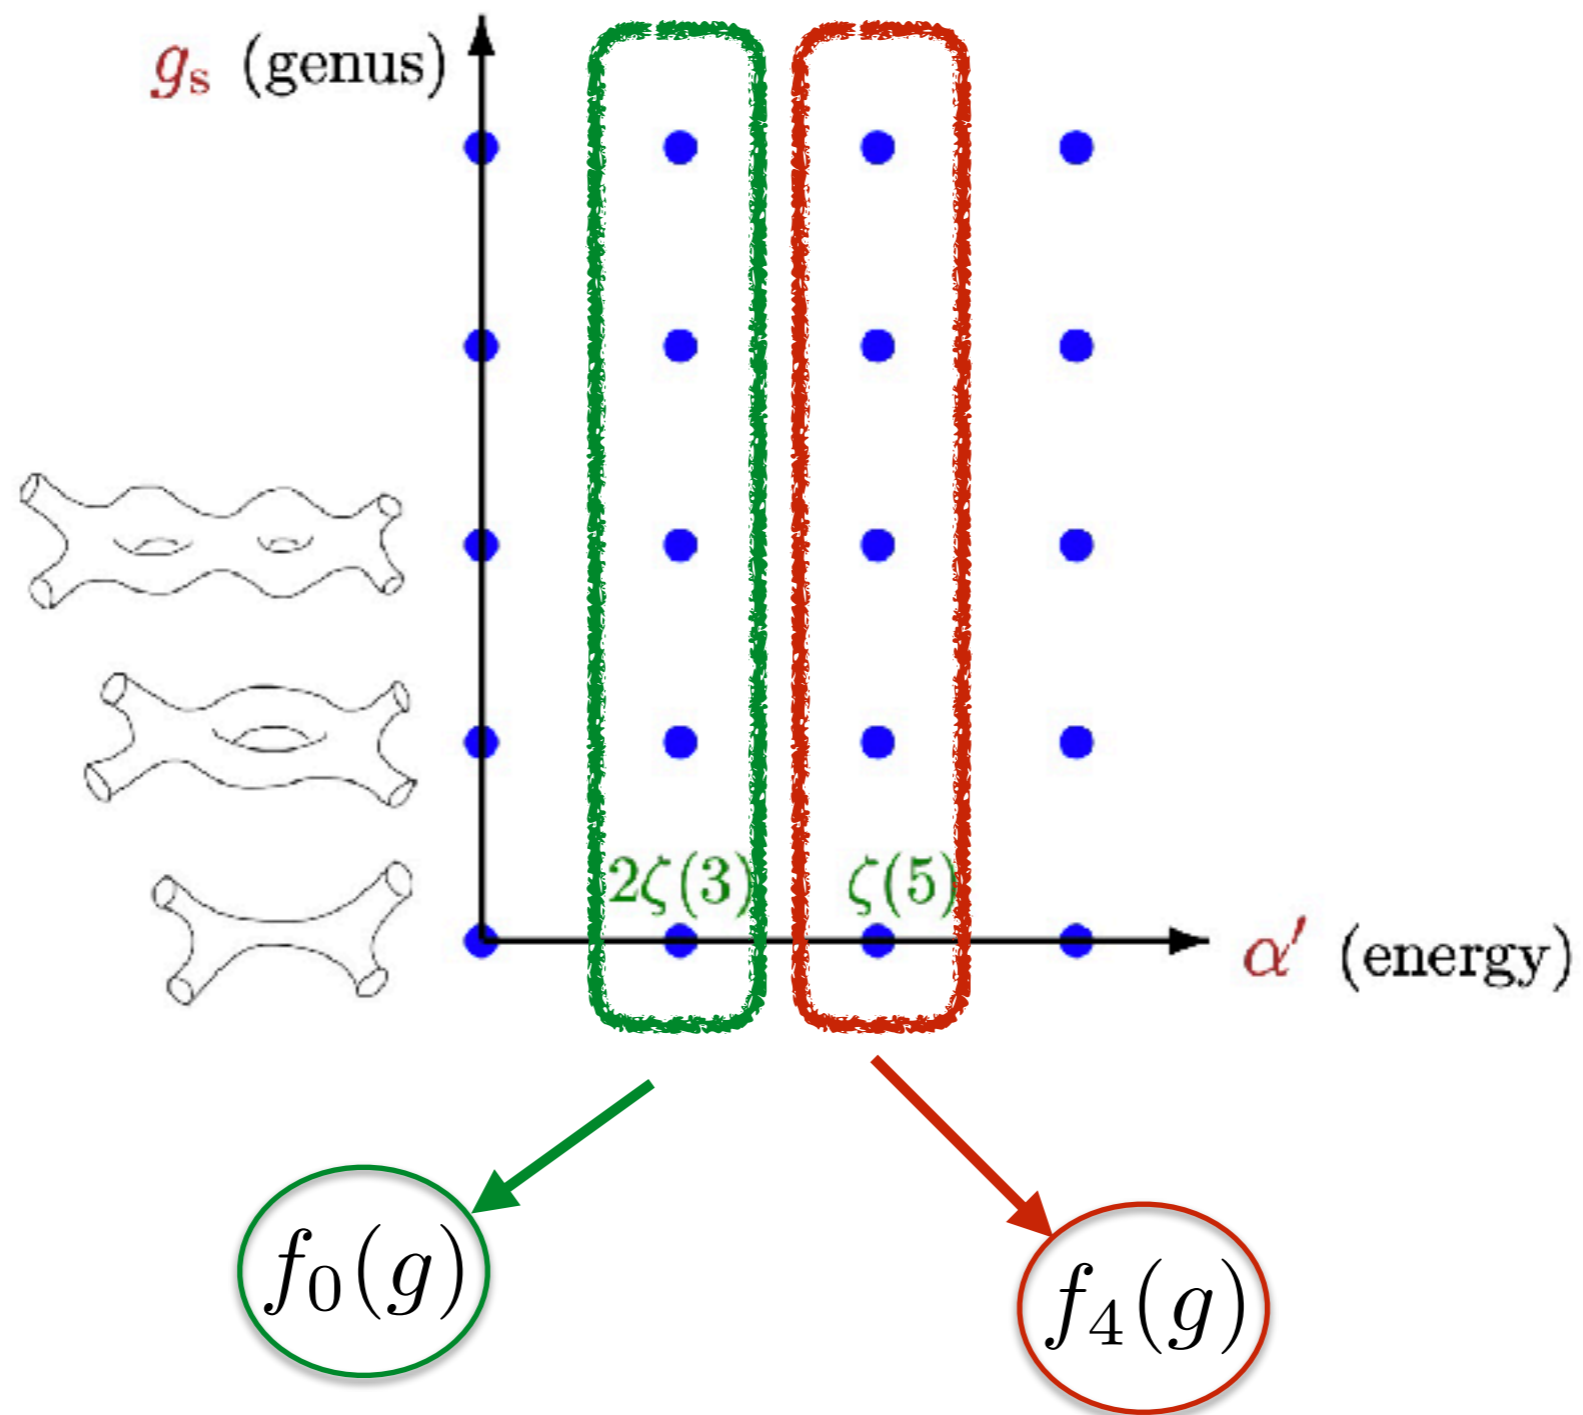 g_s (genus)
2ζ(3)
ζ(5)
α′ (energy)
f_0(g)
f_4(g)